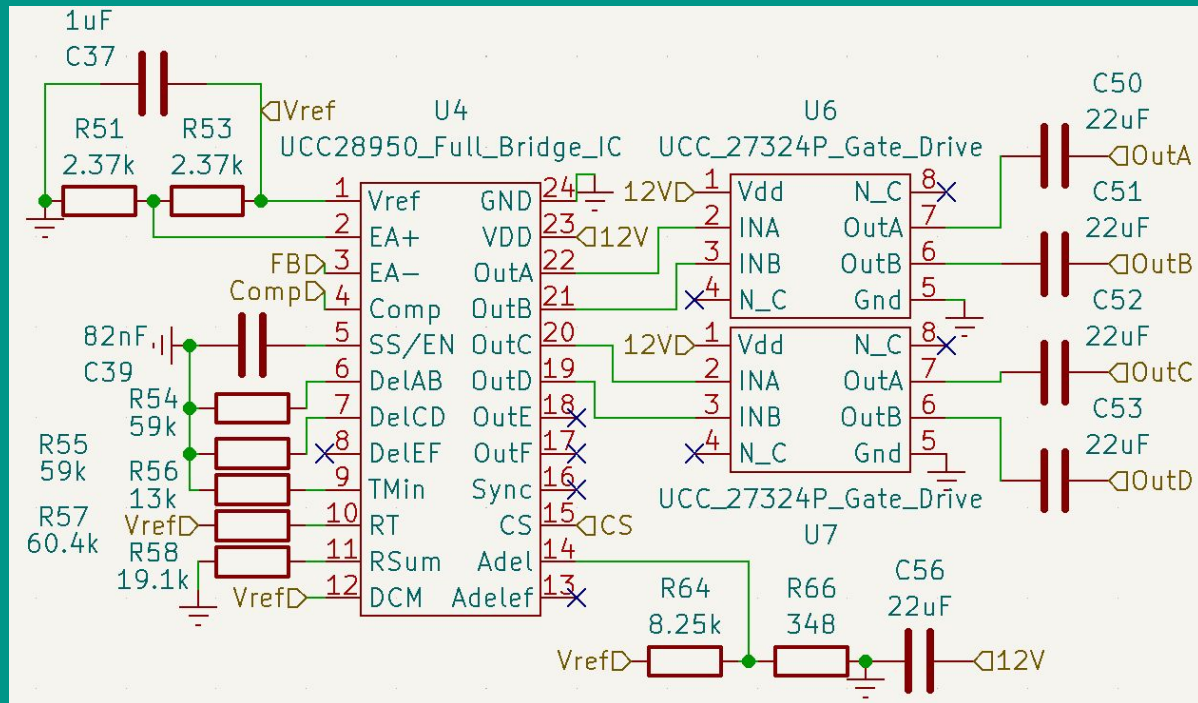 1uF
C37
Vref
R51
2.37k
R53
2.37k
U4
UCC28950_Full_Bridge_IC
1 Vref
2 EA+
3 EA-
4 Comp
5 SS/EN
6 DelAB
7 DelCD
8 DelEF
9 TMin
10 RT
11 RSum
12 DCM
GND 24
VDD 23
OutA 22
OutB 21
OutC 20
OutD 19
OutE 18
OutF 17
Sync 16
CS 15
Adel 14
Adelef 13
FB
Comp
82nF
C39
R54
59k
R55
59k
R56
13k
R57
60.4k
Vref
R58
19.1k
Vref
12V
CS
U6
UCC_27324P_Gate_Drive
12V
1 Vdd
2 INA
3 INB
4 N_C
N_C 8
OutA 7
OutB 6
Gnd 5
12V
1 Vdd
2 INA
3 INB
4 N_C
N_C 8
OutA 7
OutB 6
Gnd 5
UCC_27324P_Gate_Drive
U7
C50
22uF
OutA
C51
22uF
OutB
C52
22uF
OutC
C53
22uF
OutD
R64
8.25k
Vref
R66
348
C56
22uF
12V